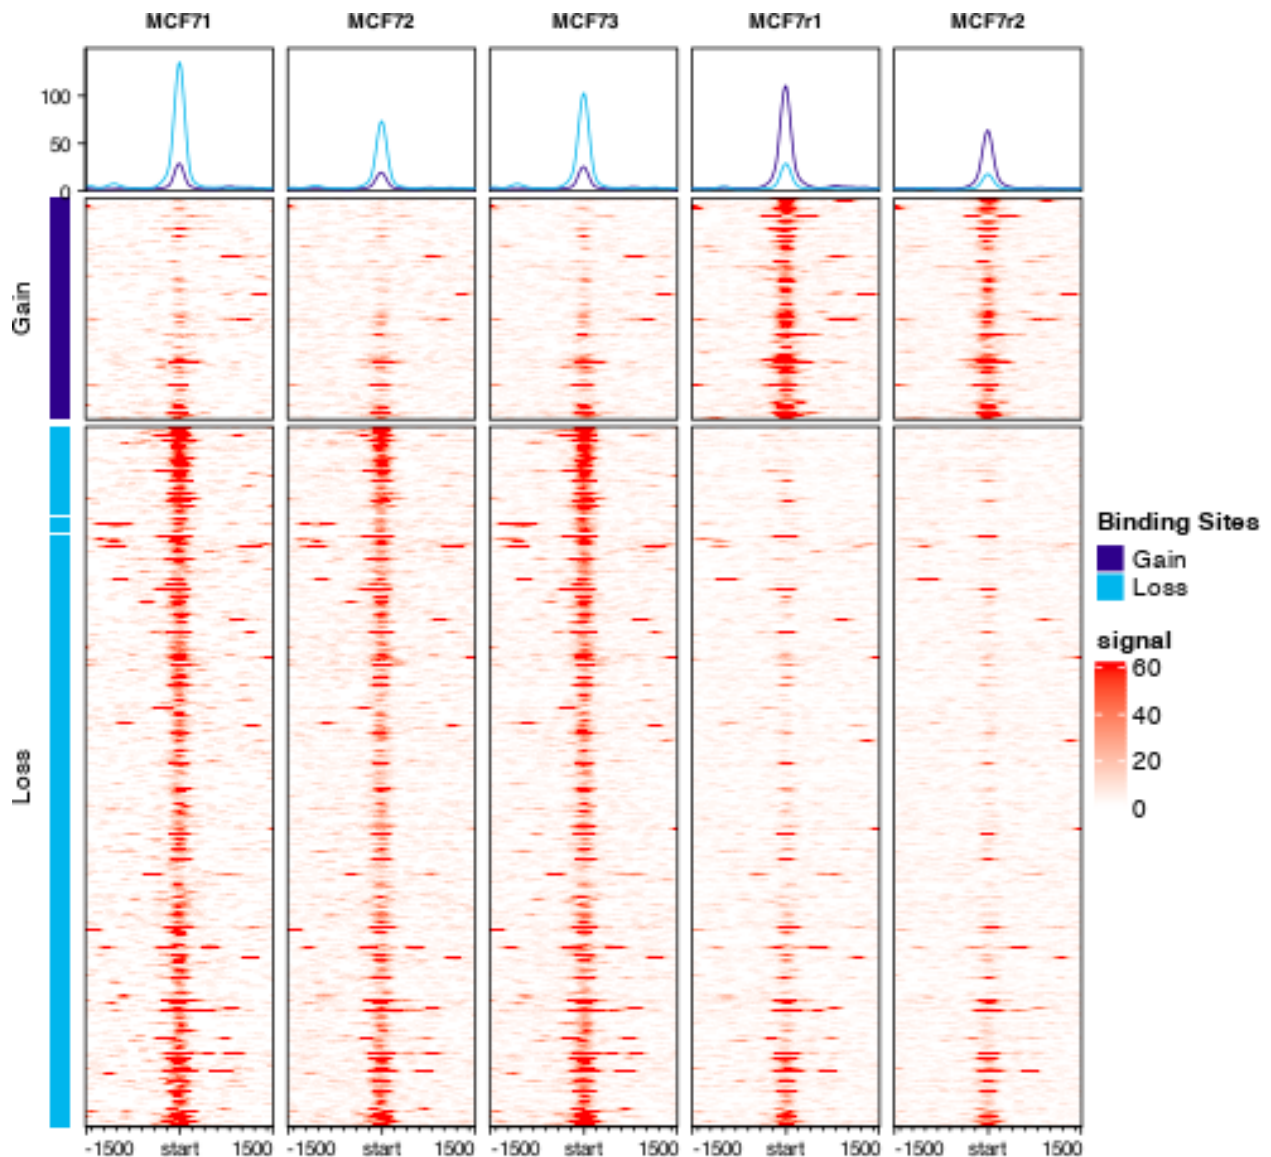 MCF71 MCF72 MCF73 MCF7r1 MCF7r2
100
50
0
Gain
Loss
Binding Sites
Gain
Loss
signal
60
40
20
0
-1500 start 1500 -1500 start 1500 -1500 start 1500 -1500 start 1500 -1500 start 1500